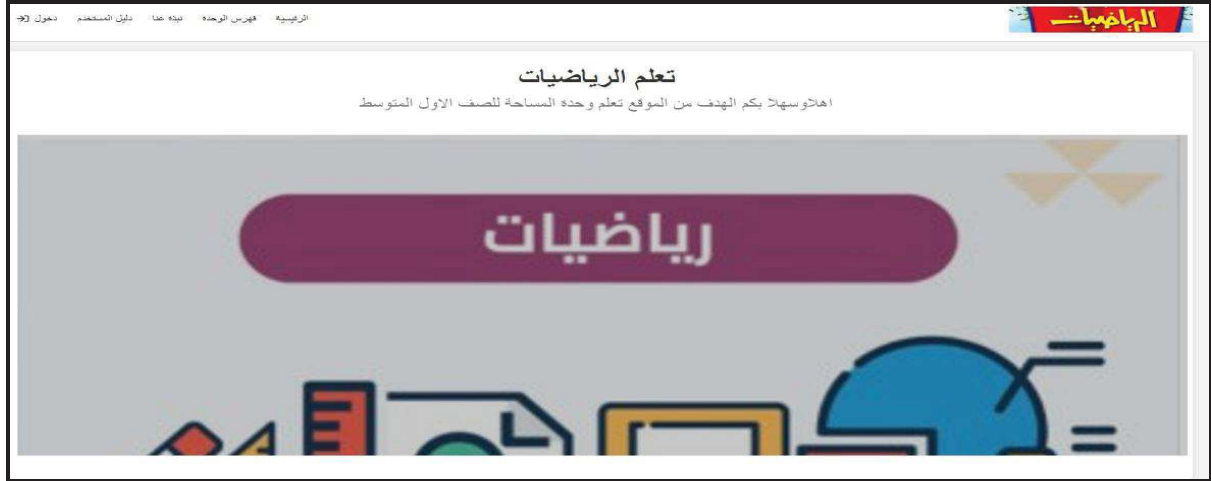 الرياضيات
الرئيسية فهرس الوحدة نبذه عنا دليل المستخدم دخول
تعلم الرياضيات
اهلاوسهلا بكم الهدف من الموقع تعلم وحدة المساحة للصف الاول المتوسط
رياضيات